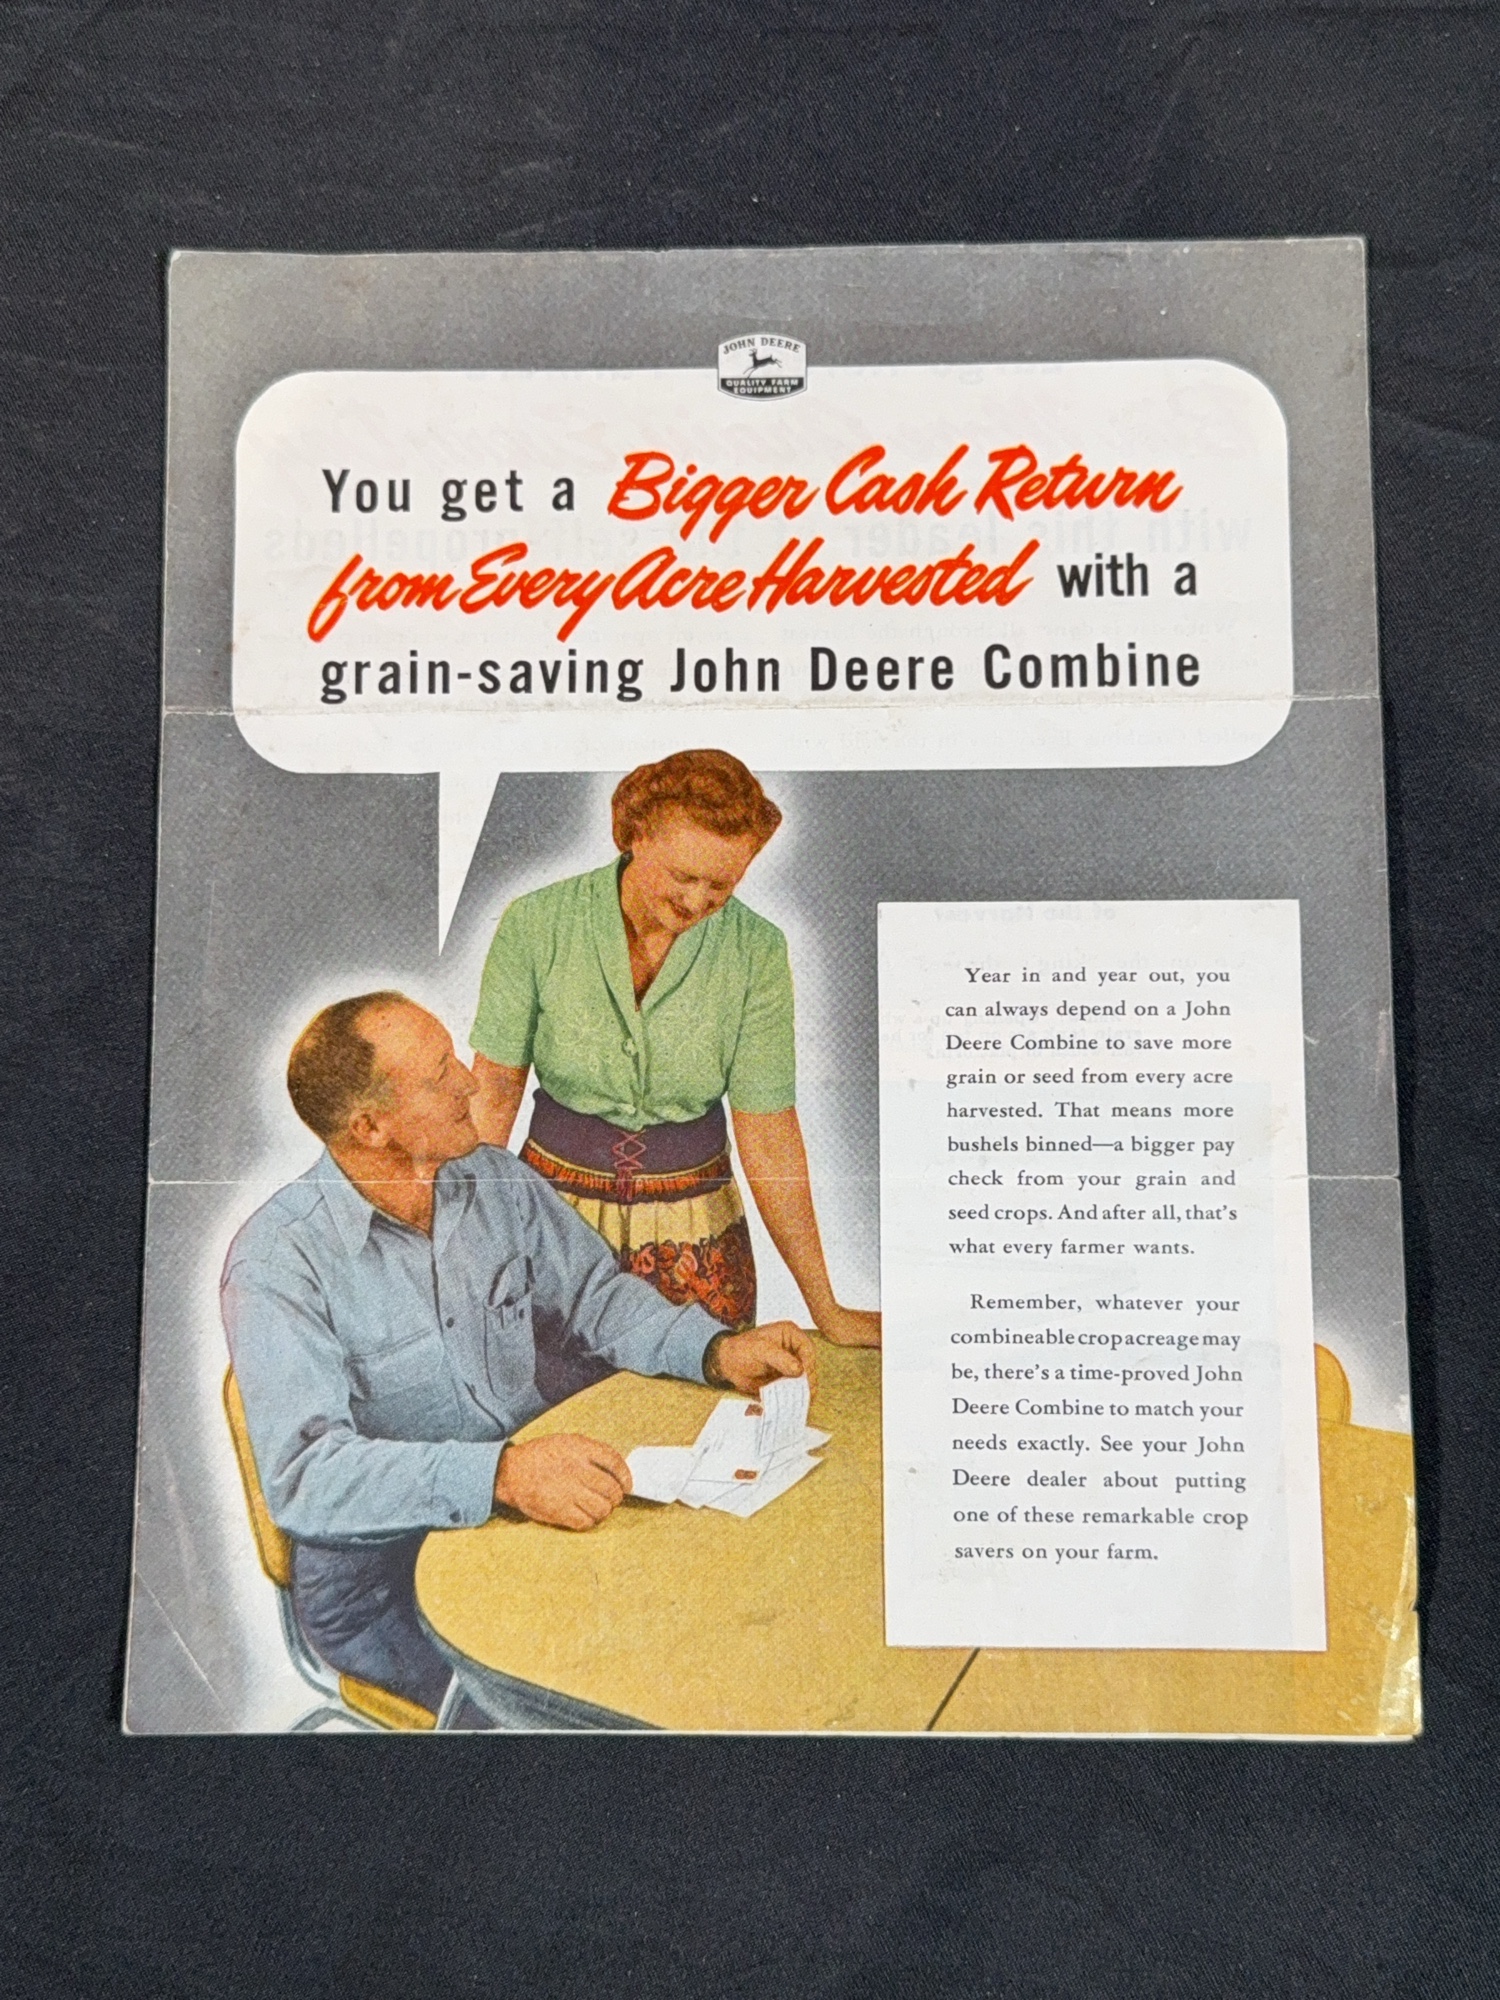 JOHN DEERE
QUALITY FARM
EQUIPMENT
You get a Bigger Cash Return
from Every Acre Harvested with a
grain-saving John Deere Combine
Year in and year out, you
can always depend on a John
Deere Combine to save more
grain or seed from every acre
harvested. That means more
bushels binned—a bigger pay
check from your grain and
seed crops. And after all, that's
what every farmer wants.
Remember, whatever your
combineable crop acreage may
be, there's a time-proved John
Deere Combine to match your
needs exactly. See your John
Deere dealer about putting
one of these remarkable crop
savers on your farm.